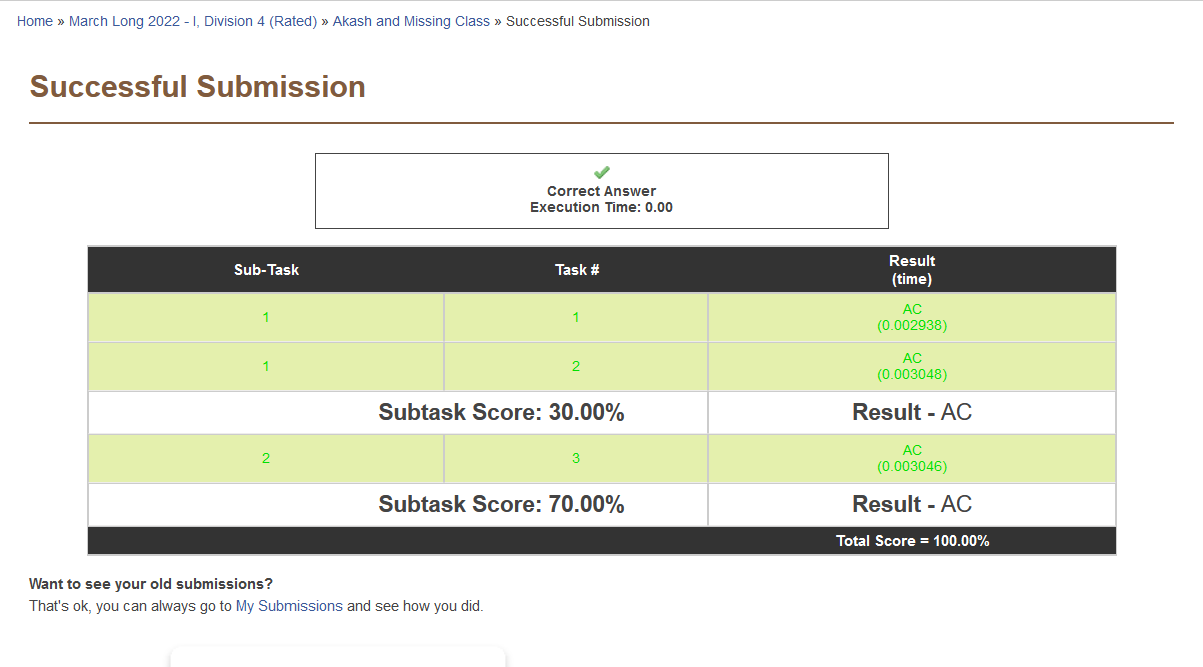 Home » March Long 2022 - I, Division 4 (Rated) » Akash and Missing Class » Successful Submission
Successful Submission
Correct Answer
Execution Time: 0.00
Sub-Task Task # Result
(time)
1 1 AC
(0.002938)
1 2 AC
(0.003048)
Subtask Score: 30.00% Result - AC
2 3 AC
(0.003046)
Subtask Score: 70.00% Result - AC
Total Score = 100.00%
Want to see your old submissions?
That's ok, you can always go to My Submissions and see how you did.